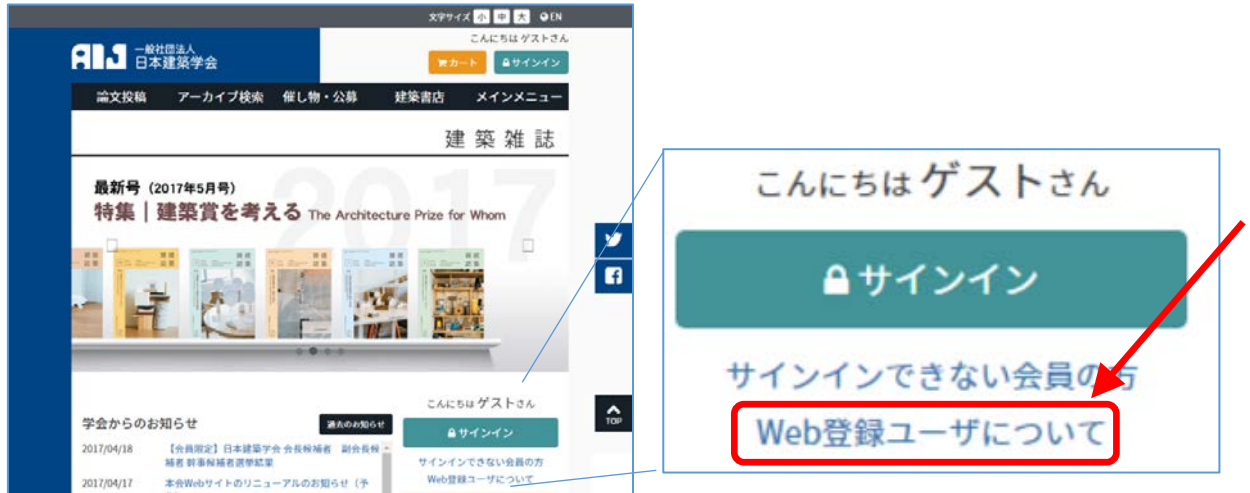 文字サイズ 小 中 大 EN
こんにちは ゲストさん
AIJ 一般社団法人
日本建築学会
カート サインイン
論文投稿 アーカイブ検索 催し物・公募 建築書店 メインメニュー
建築雑誌
2017
最新号（2017年5月号）
特集｜建築賞を考える The Architecture Prize for Whom
こんにちは ゲストさん
学会からのお知らせ 過去のお知らせ
サインイン
TOP
2017/04/18 【会員限定】日本建築学会 会長候補者 副会長候
補者 幹事候補者選挙結果
サインインできない会員の方
Web登録ユーザについて
2017/04/17 本会Webサイトのリニューアルのお知らせ（予
こんにちは ゲストさん
サインイン
サインインできない会員の方
Web登録ユーザについて